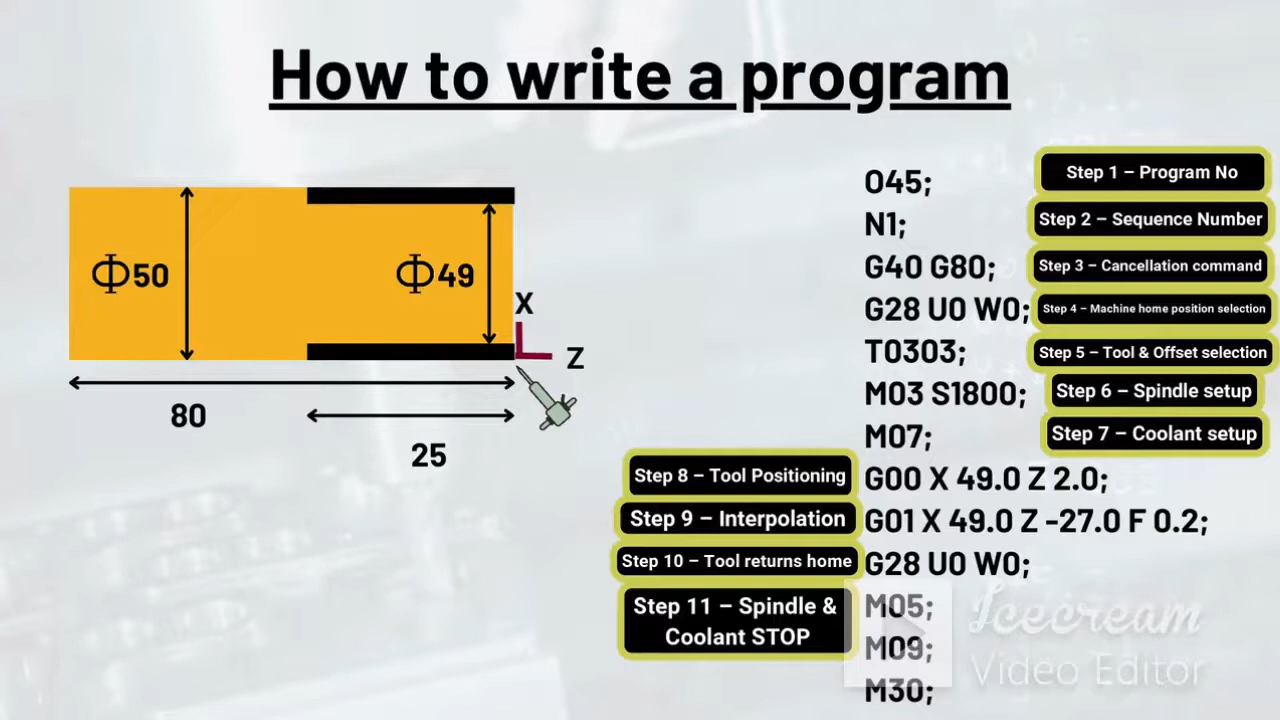 How to write a program
O45;
Step 1 – Program No
N1;
Step 2 – Sequence Number
G40 G80;
Step 3 – Cancellation command
G28 U0 W0;
Step 4 – Machine home position selection
T0303;
Step 5 – Tool & Offset selection
M03 S1800;
Step 6 – Spindle setup
M07;
Step 7 – Coolant setup
Step 8 – Tool Positioning
G00 X 49.0 Z 2.0;
Step 9 – Interpolation
G01 X 49.0 Z -27.0 F 0.2;
Step 10 – Tool returns home
G28 U0 W0;
Step 11 – Spindle &
Coolant STOP
M05;
M09;
M30;
Φ50
Φ49
X
Z
80
25
Icecream
Video Editor